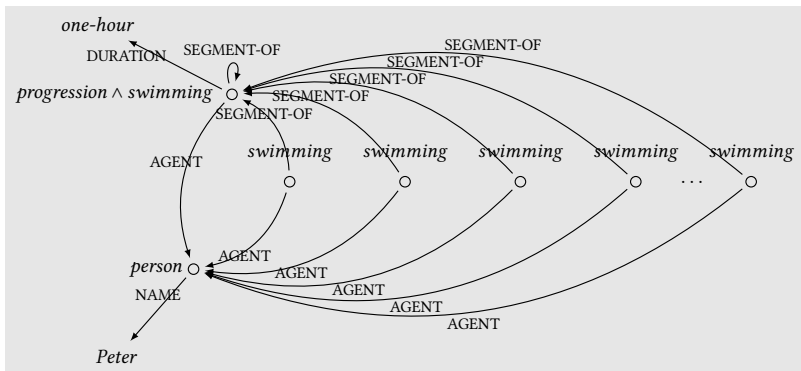 one-hour
DURATION
SEGMENT-OF
SEGMENT-OF
SEGMENT-OF
SEGMENT-OF
SEGMENT-OF
SEGMENT-OF
progression ∧ swimming
AGENT
swimming swimming swimming swimming swimming
...
person
AGENT
AGENT
AGENT
AGENT
AGENT
NAME
Peter